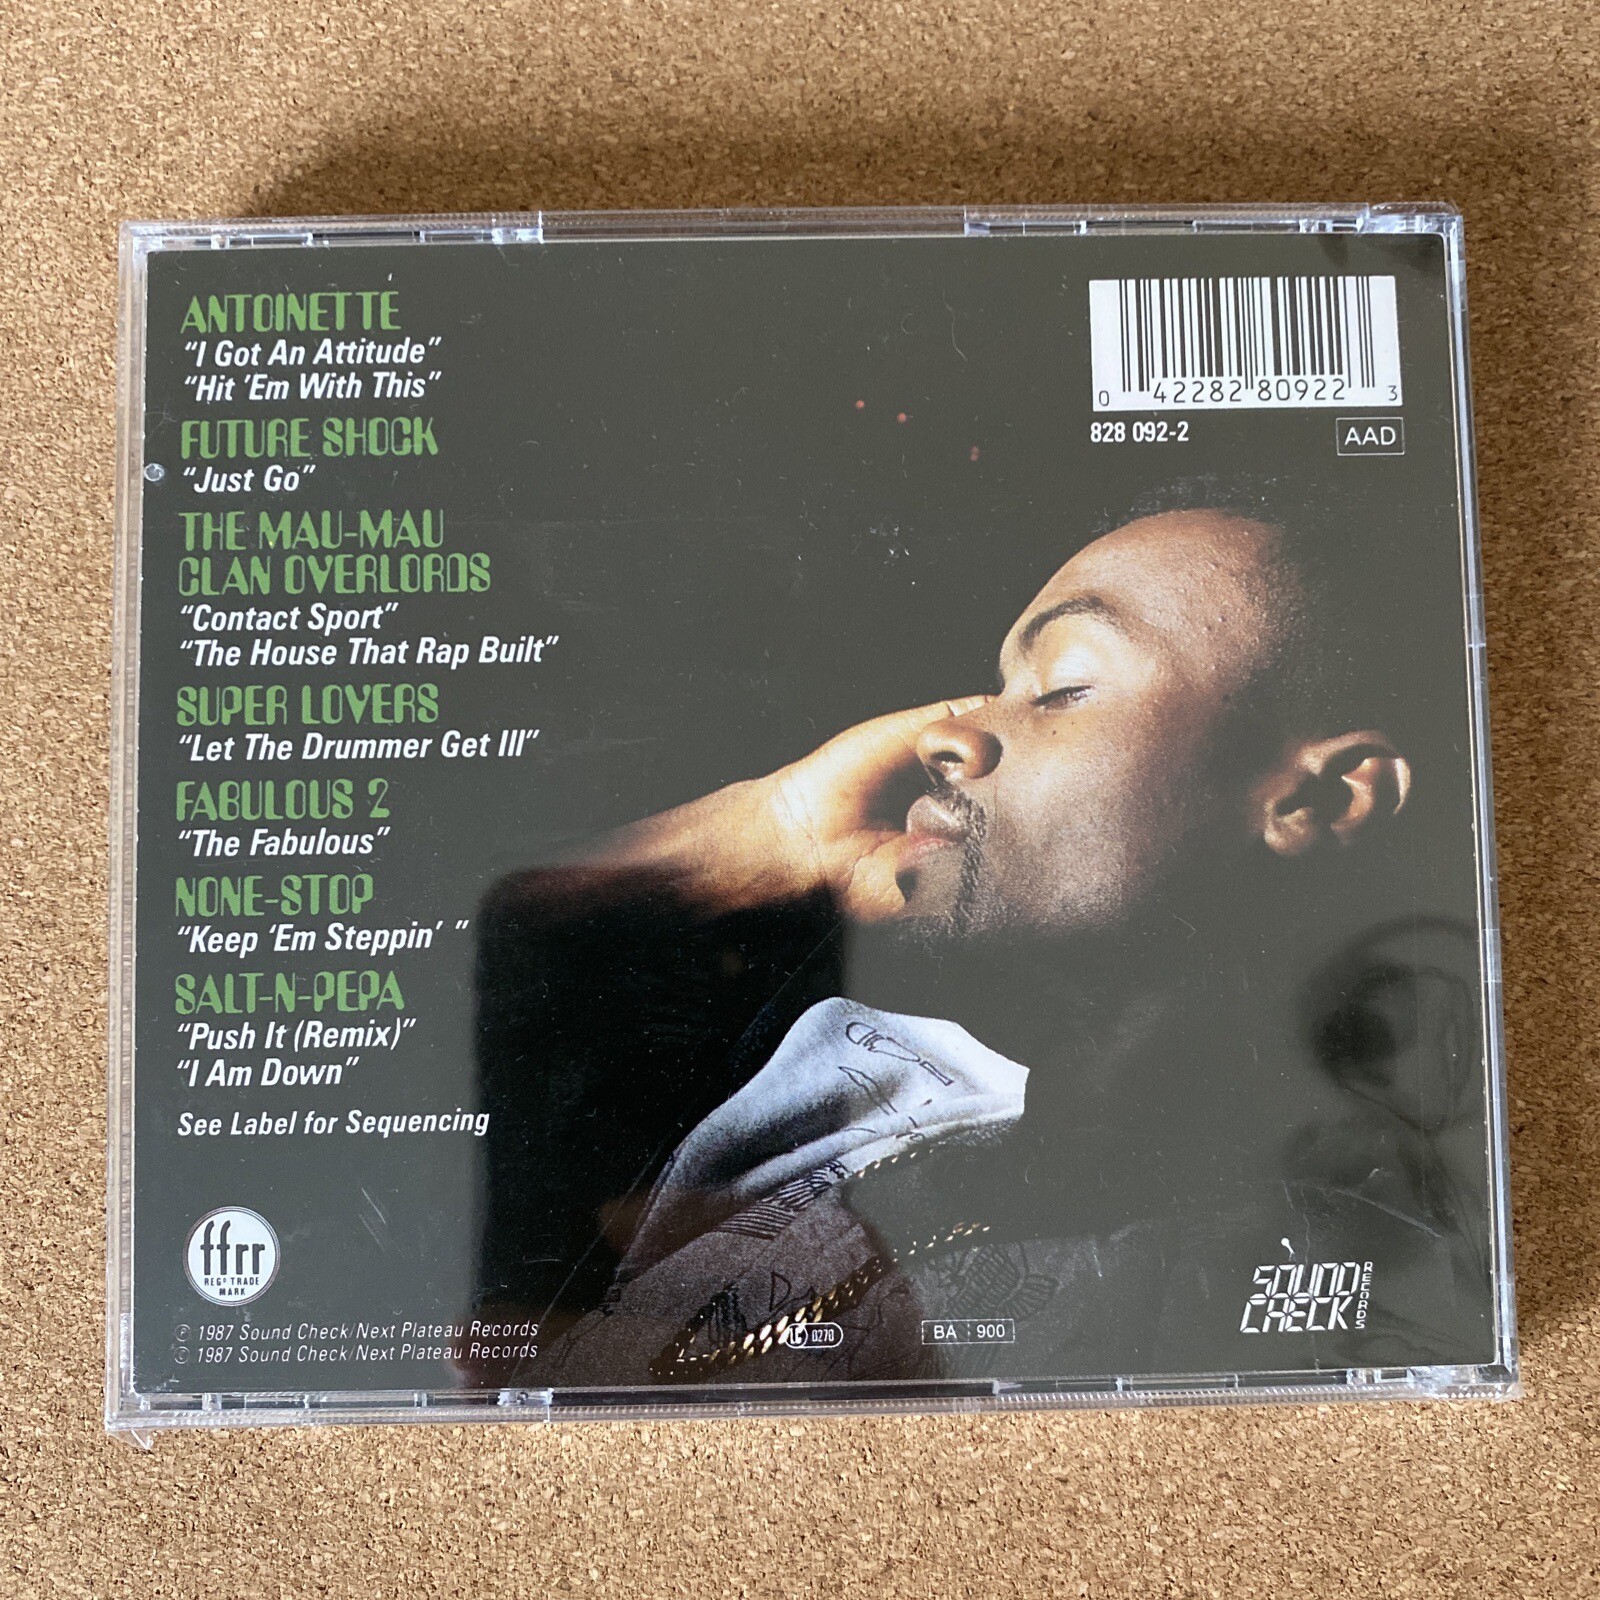 ANTOINETTE
"I Got An Attitude"
"Hit 'Em With This"
FUTURE SHOCK
"Just Go"
THE MAU-MAU
CLAN OVERLORDS
"Contact Sport"
"The House That Rap Built"
SUPER LOVERS
"Let The Drummer Get Ill"
FABULOUS 2
"The Fabulous"
NONE-STOP
"Keep 'Em Steppin' "
SALT-N-PEPA
"Push It (Remix)"
"I Am Down"
See Label for Sequencing
ffrr
REGD TRADE
MARK
℗ 1987 Sound Check/Next Plateau Records
© 1987 Sound Check/Next Plateau Records
0 42282 80922 3
828 092-2
AAD
LC 0270
BA 900
SOUND
CHECK
RECORDS